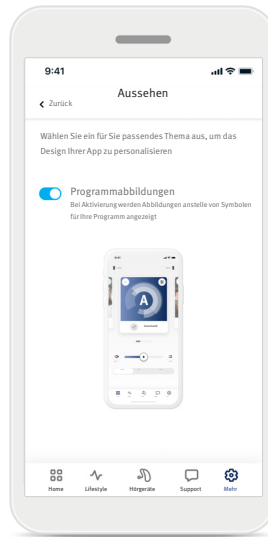 9:41
Aussehen
Zurück
Wählen Sie ein für Sie passendes Thema aus, um das
Design Ihrer App zu personalisieren
Programmabbildungen
Bei Aktivierung werden Abbildungen anstelle von Symbolen
für Ihre Programm angezeigt
A
Home Lifestyle Hörgeräte Support Mehr